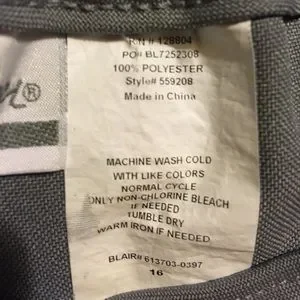 R/N # 128804
PO# BL7252308
100% POLYESTER
Style# 559208
Made in China
®
MACHINE WASH COLD
WITH LIKE COLORS
NORMAL CYCLE
ONLY NON-CHLORINE BLEACH
IF NEEDED
TUMBLE DRY
WARM IRON IF NEEDED
BLAIR# 613703-0397
16